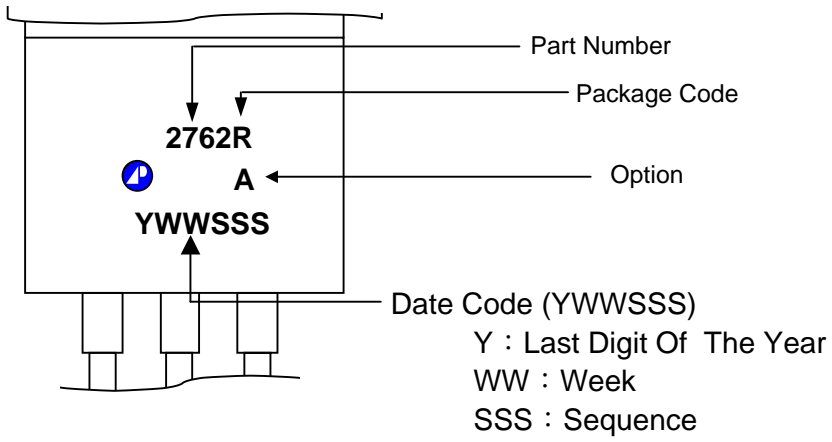 Part Number
Package Code
2762R
A
Option
YWWSSS
Date Code (YWWSSS)
Y：Last Digit Of The Year
WW：Week
SSS：Sequence